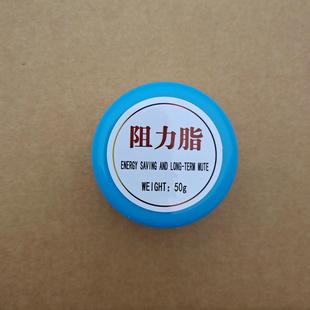 阻力脂
ENERGY SAVING AND LONG-TERM MUTE
WEIGHT: 50g